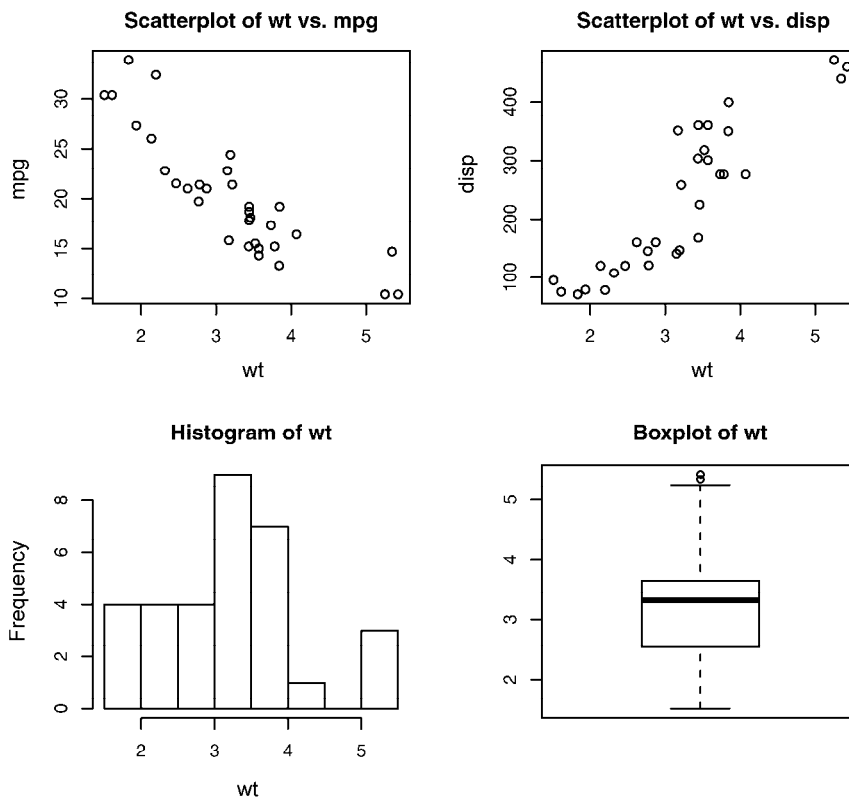 Scatterplot of wt vs. mpg
mpg
30
25
20
15
10
2 3 4 5
wt
Scatterplot of wt vs. disp
disp
400
300
200
100
2 3 4 5
wt
Histogram of wt
Frequency
8
6
4
2
0
2 3 4 5
wt
Boxplot of wt
5
4
3
2